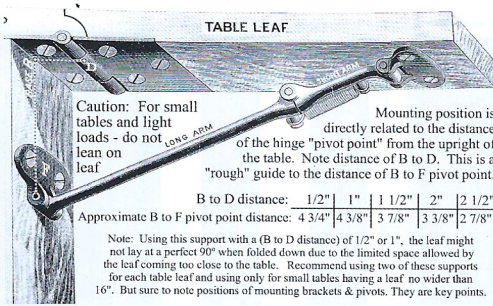 TABLE LEAF
D
B
F
SHORT ARM
LONG ARM
Caution: For small
tables and light
loads - do not
lean on
leaf
Mounting position is
directly related to the distance
of the hinge "pivot point" from the upright of
the table. Note distance of B to D. This is a
"rough" guide to the distance of B to F pivot point.
B to D distance: 1/2" 1" 1 1/2" 2" 2 1/2"
Approximate B to F pivot point distance: 4 3/4" 4 3/8" 3 7/8" 3 3/8" 2 7/8"
Note: Using this support with a (B to D distance) of 1/2" or 1", the leaf might
not lay at a perfect 90° when folded down due to the limited space allowed by
the leaf coming too close to the table. Recommend using two of these supports
for each table leaf and using only for small tables having a leaf no wider than
16". But sure to note positions of mounting brackets & pivots. They are key points.